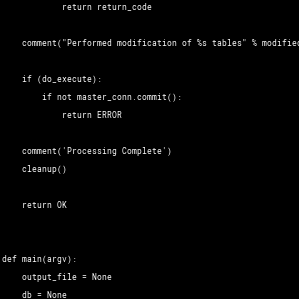 return return_code
comment("Performed modification of %s tables" % modified
if (do_execute):
if not master_conn.commit():
return ERROR
comment('Processing Complete')
cleanup()
return OK
def main(argv):
output_file = None
db = None